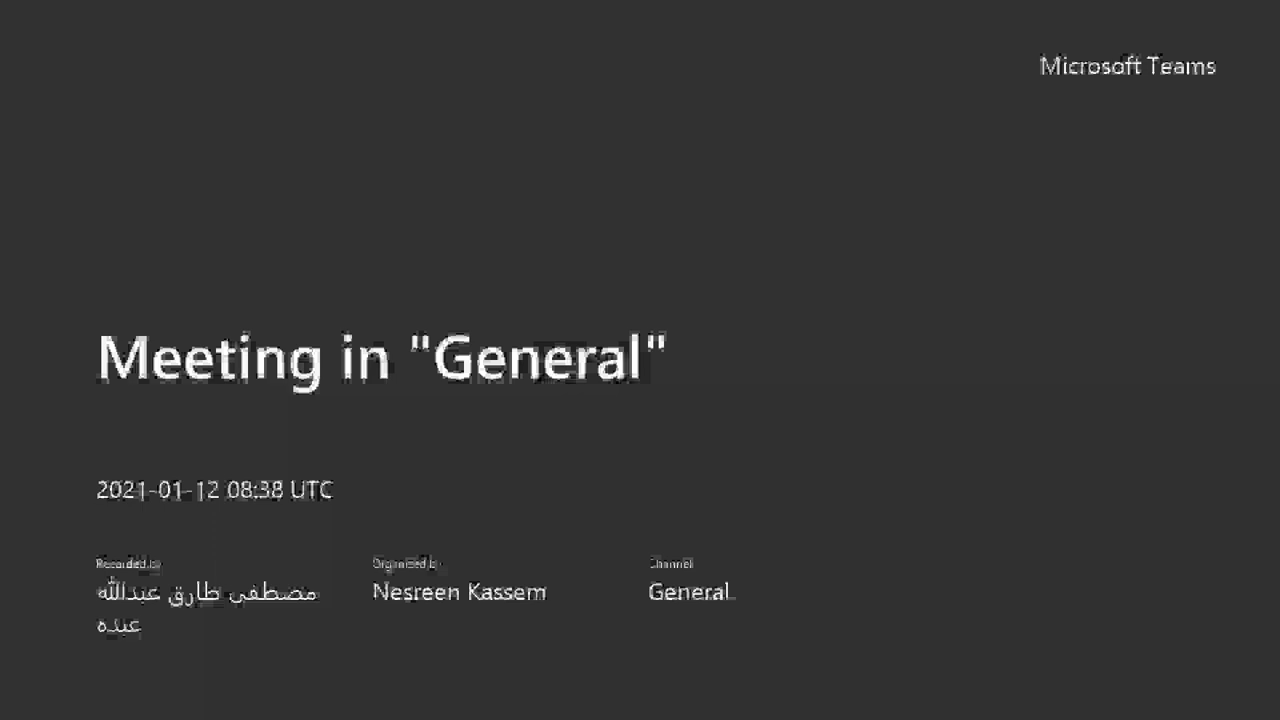 Microsoft Teams
Meeting in "General"
2021-01-12 08:38 UTC
Recorded by
Organized by
Channel
مصطفى طارق عبدالله
Nesreen Kassem
General
عبده